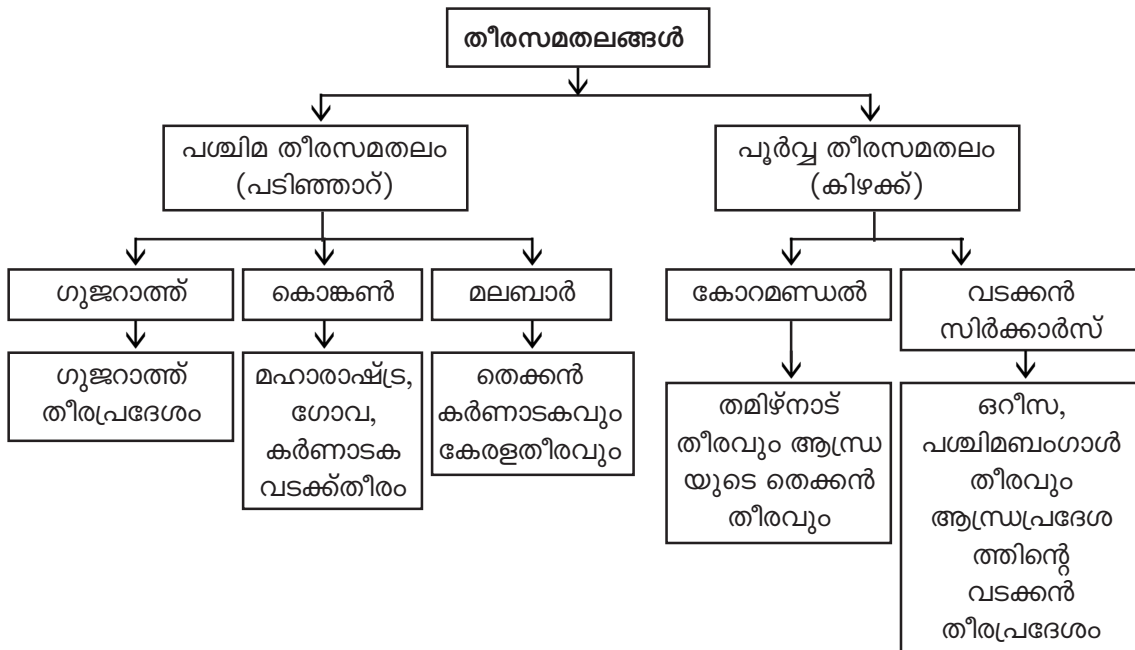 തീരസമതലങ്ങൾ
പശ്ചിമ തീരസമതലം
(പടിഞ്ഞാറ്)
പൂർവ്വ തീരസമതലം
(കിഴക്ക്)
ഗുജറാത്ത്
കൊങ്കൺ
മലബാർ
കോറമണ്ഡൽ
വടക്കൻ
സിർക്കാർസ്
ഗുജറാത്ത്
തീരപ്രദേശം
മഹാരാഷ്ട്ര,
ഗോവ,
കർണാടക
വടക്ക്തീരം
തെക്കൻ
കർണാടകവും
കേരളതീരവും
തമിഴ്നാട്
തീരവും ആന്ധ്ര
യുടെ തെക്കൻ
തീരവും
ഒറീസ,
പശ്ചിമബംഗാൾ
തീരവും
ആന്ധ്രപ്രദേശ
ത്തിന്റെ
വടക്കൻ
തീരപ്രദേശം